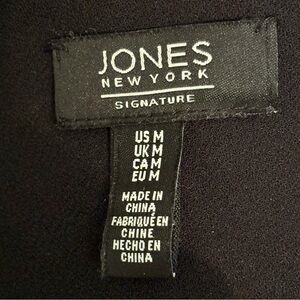 JONES
NEW YORK
SIGNATURE
US M
UK M
CA M
EU M
MADE IN
CHINA
FABRIQUÉ EN
CHINE
HECHO EN
CHINA